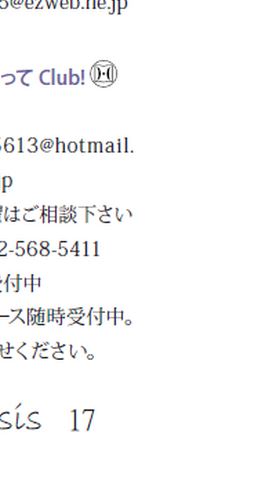 @ezweb.ne.jp
って Club!
5613@hotmail.
はご相談下さい
2-568-5411
受付中
ース随時受付中。
せください。
sis 17